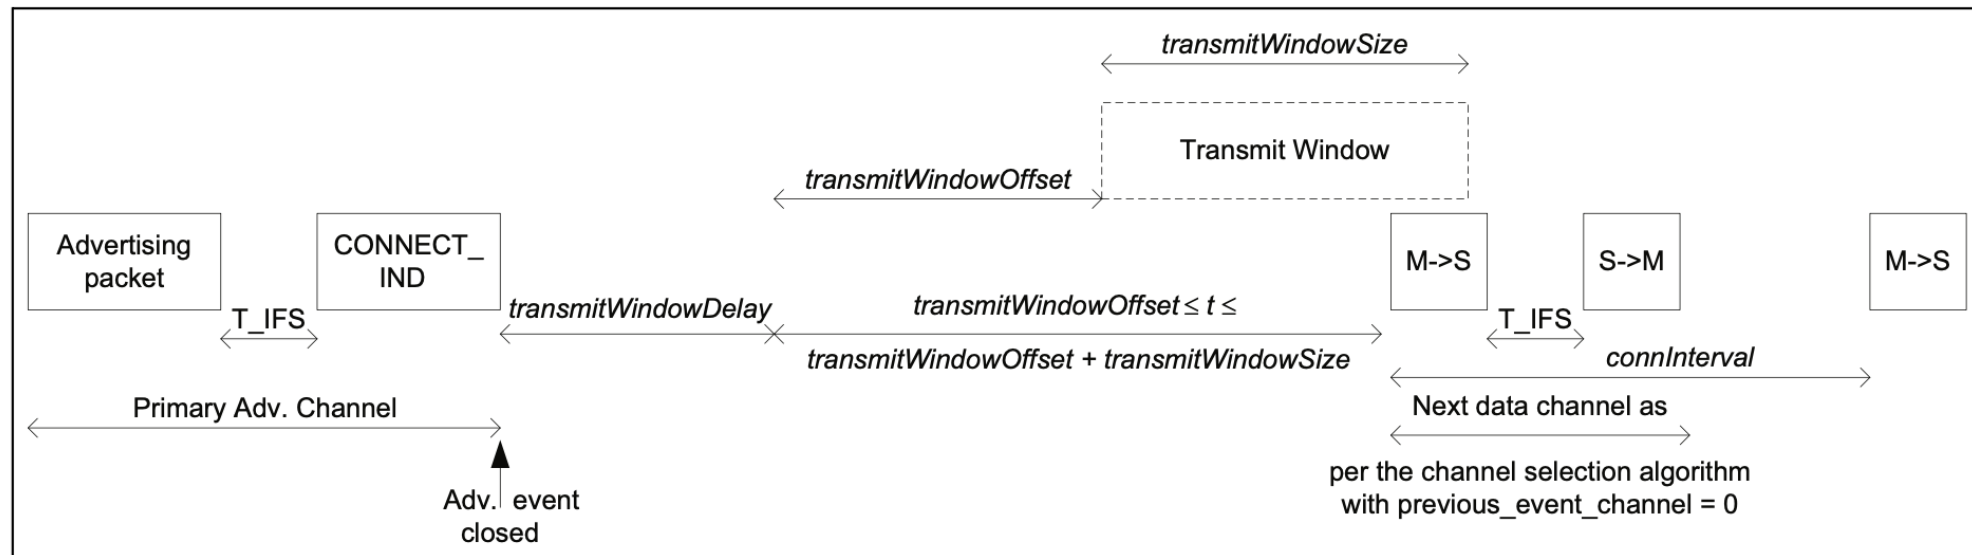 transmitWindowSize
Transmit Window
transmitWindowOffset
Advertising
packet
CONNECT_
IND
M->S
S->M
M->S
T_IFS
transmitWindowDelay
transmitWindowOffset ≤ t ≤
transmitWindowOffset + transmitWindowSize
T_IFS
connInterval
Primary Adv. Channel
Next data channel as
per the channel selection algorithm
with previous_event_channel = 0
Adv. event
closed